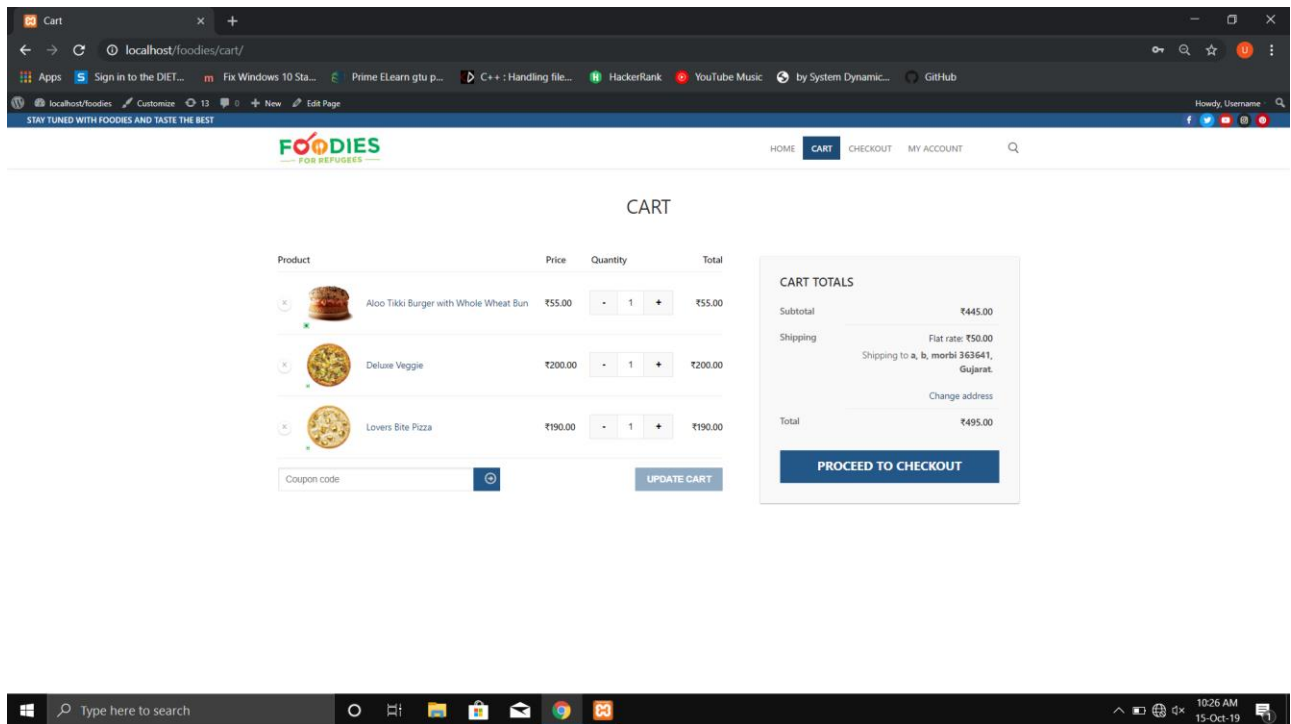 Cart
localhost/foodies/cart/
Apps Sign in to the DIET... Fix Windows 10 Sta... Prime ELearn gtu p... C++ : Handling file... HackerRank YouTube Music by System Dynamic... GitHub
localhost/foodies Customize 13 0 New Edit Page Howdy, Username
STAY TUNED WITH FOODIES AND TASTE THE BEST
FOODIES
FOR REFUGEES
HOME CART CHECKOUT MY ACCOUNT
CART
Product Price Quantity Total
Aloo Tikki Burger with Whole Wheat Bun ₹55.00 - 1 + ₹55.00
Deluxe Veggie ₹200.00 - 1 + ₹200.00
Lovers Bite Pizza ₹190.00 - 1 + ₹190.00
Coupon code UPDATE CART
CART TOTALS
Subtotal ₹445.00
Shipping Flat rate: ₹50.00
Shipping to a, b, morbi 363641,
Gujarat.
Change address
Total ₹495.00
PROCEED TO CHECKOUT
Type here to search
10:26 AM
15-Oct-19